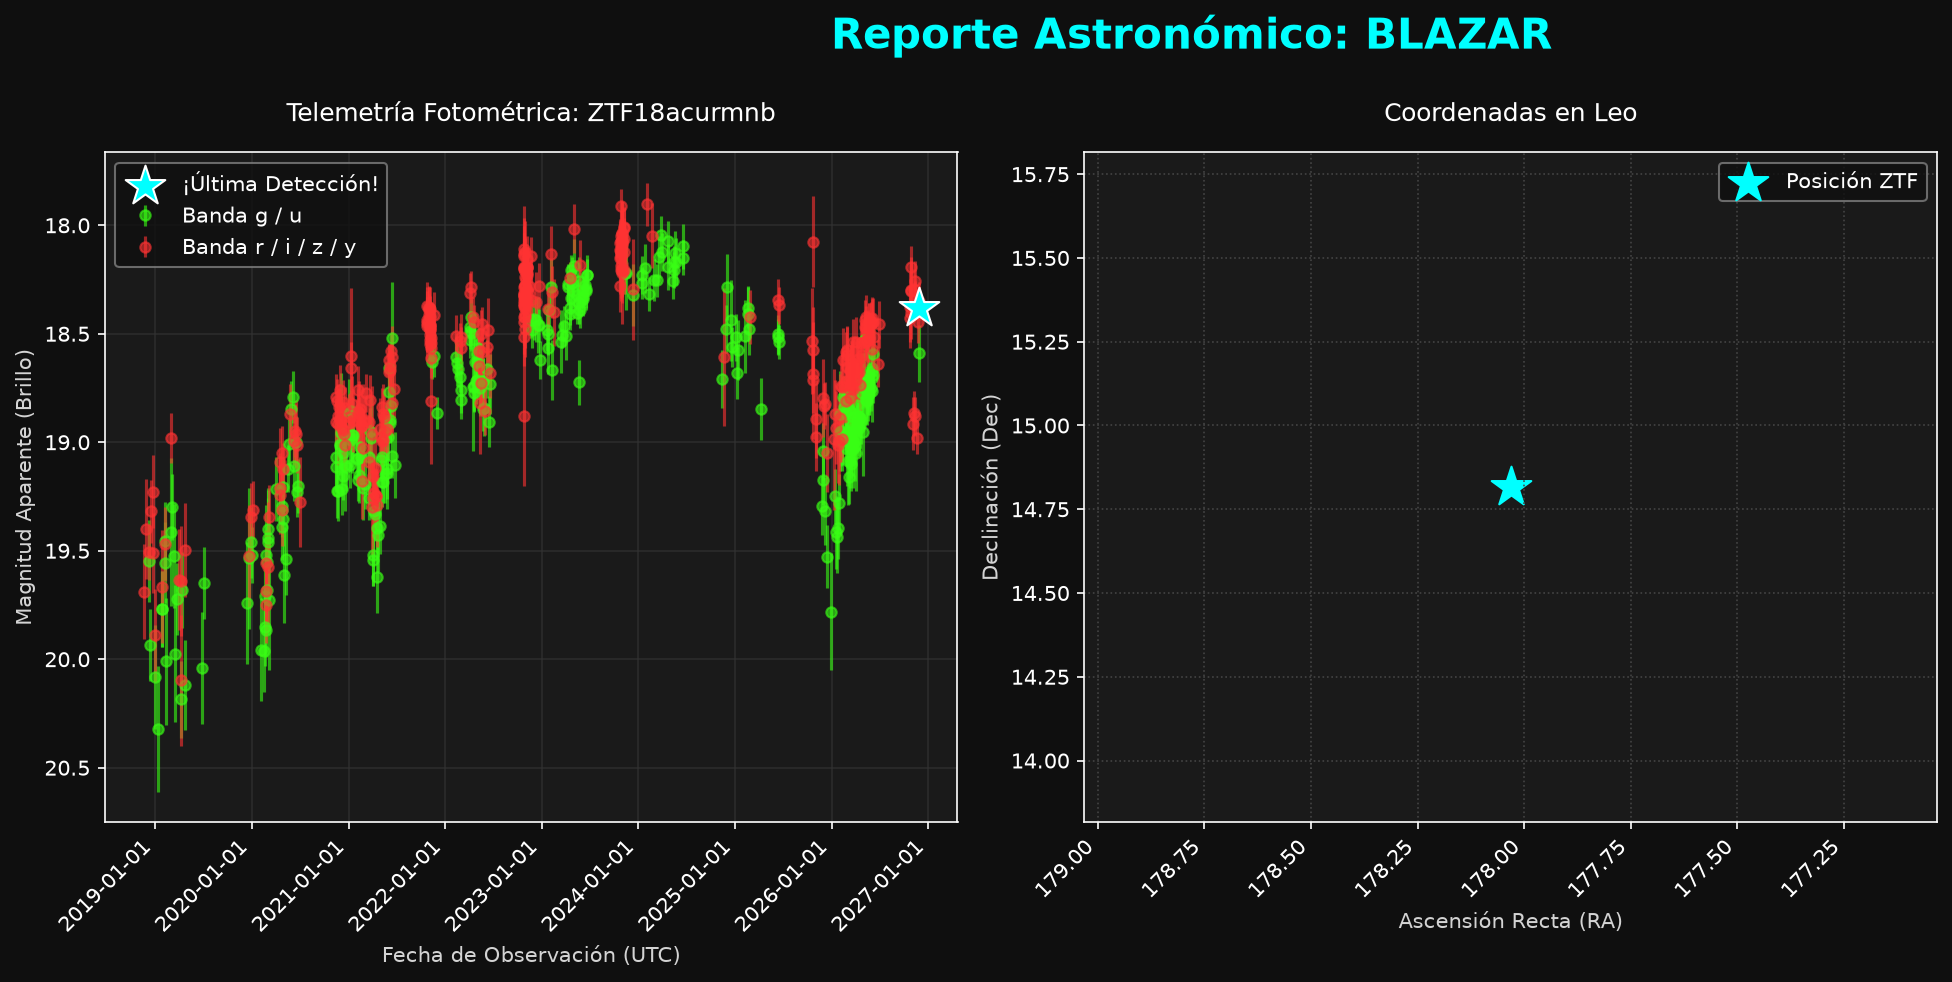 Reporte Astronómico: BLAZAR
Telemetría Fotométrica: ZTF18acurmnb
¡Última Detección!
Banda g / u
Banda r / i / z / y
Magnitud Aparente (Brillo)
18.0
18.5
19.0
19.5
20.0
20.5
2019-01-01
2020-01-01
2021-01-01
2022-01-01
2023-01-01
2024-01-01
2025-01-01
2026-01-01
2027-01-01
Fecha de Observación (UTC)
Coordenadas en Leo
Posición ZTF
Declinación (Dec)
15.75
15.50
15.25
15.00
14.75
14.50
14.25
14.00
179.00
178.75
178.50
178.25
178.00
177.75
177.50
177.25
Ascensión Recta (RA)